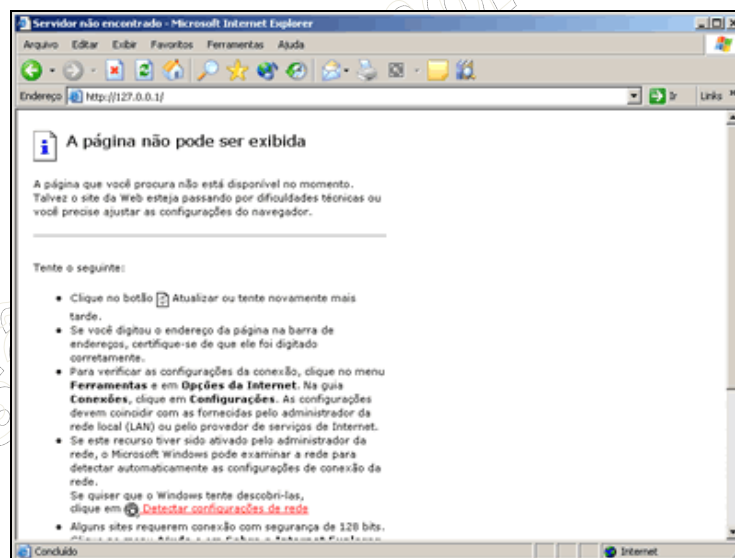 Servidor não encontrado - Microsoft Internet Explorer
Arquivo Editar Exibir Favoritos Ferramentas Ajuda
Endereço http://127.0.0.1/ Ir Links »
A página não pode ser exibida
A página que você procura não está disponível no momento.
Talvez o site da Web esteja passando por dificuldades técnicas ou
você precise ajustar as configurações do navegador.
Tente o seguinte:
• Clique no botão Atualizar ou tente novamente mais
tarde.
• Se você digitou o endereço da página na barra de
endereços, certifique-se de que ele foi digitado
corretamente.
• Para verificar as configurações da conexão, clique no menu
Ferramentas e em Opções da Internet. Na guia
Conexões, clique em Configurações. As configurações
devem coincidir com as fornecidas pelo administrador da
rede local (LAN) ou pelo provedor de serviços de Internet.
• Se este recurso tiver sido ativado pelo administrador da
rede, o Microsoft Windows pode examinar a rede para
detectar automaticamente as configurações de conexão da
rede.
Se quiser que o Windows tente descobri-las,
clique em Detectar configurações de rede
• Alguns sites requerem conexão com segurança de 128 bits.
Clique no menu Ajuda e em Sobre o Internet Explorer
Concluído Internet